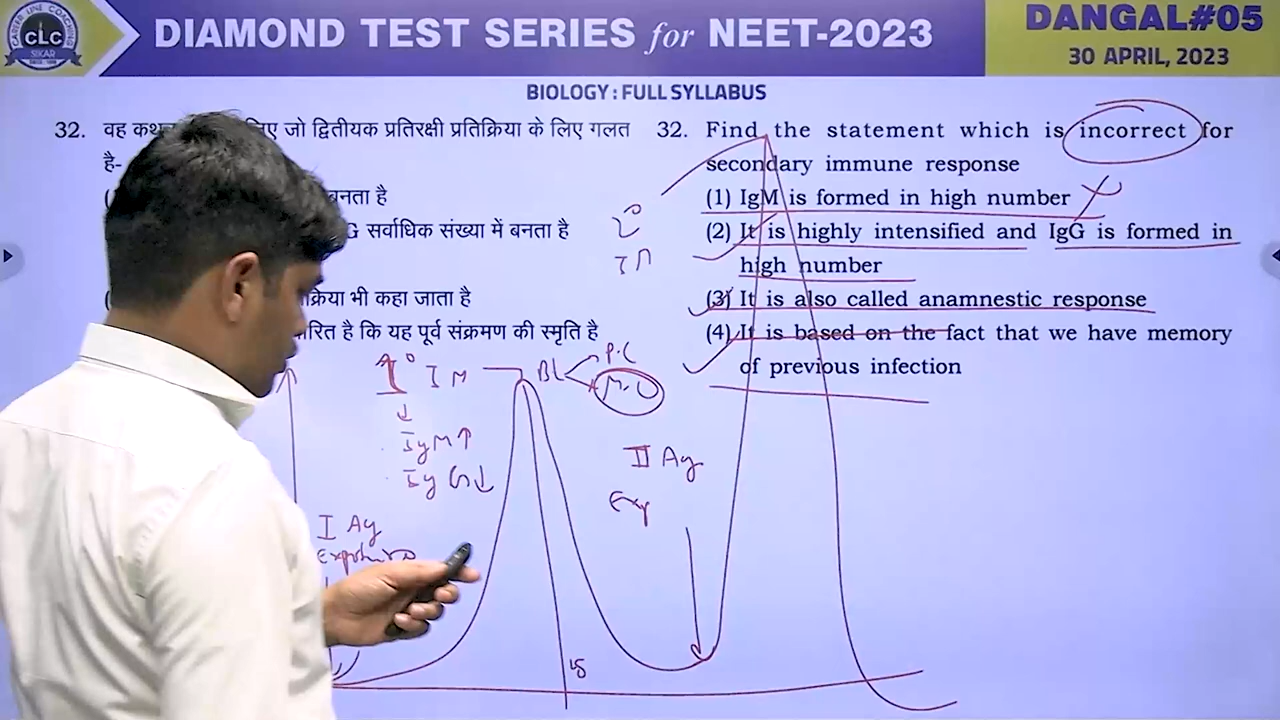 CLC
SIKAR
DIAMOND TEST SERIES for NEET-2023
DANGAL#05
30 APRIL, 2023
BIOLOGY : FULL SYLLABUS
32. वह जो द्वितीयक प्रतिरक्षी प्रतिक्रिया के लिए गलत
है-
बनता है
G सर्वाधिक संख्या में बनता है
भी कहा जाता है
है कि यह पूर्व संक्रमण की स्मृति है
32. Find the statement which is incorrect for
secondary immune response
(1) IgM is formed in high number
(2) It is highly intensified and IgG is formed in
high number
(3) It is also called anamnestic response
(4) It is based on the fact that we have memory
of previous infection
1° IM
BL
P.C
M.C
IgM↑
IgG↓
I Ag
II Ag
Exp
2°